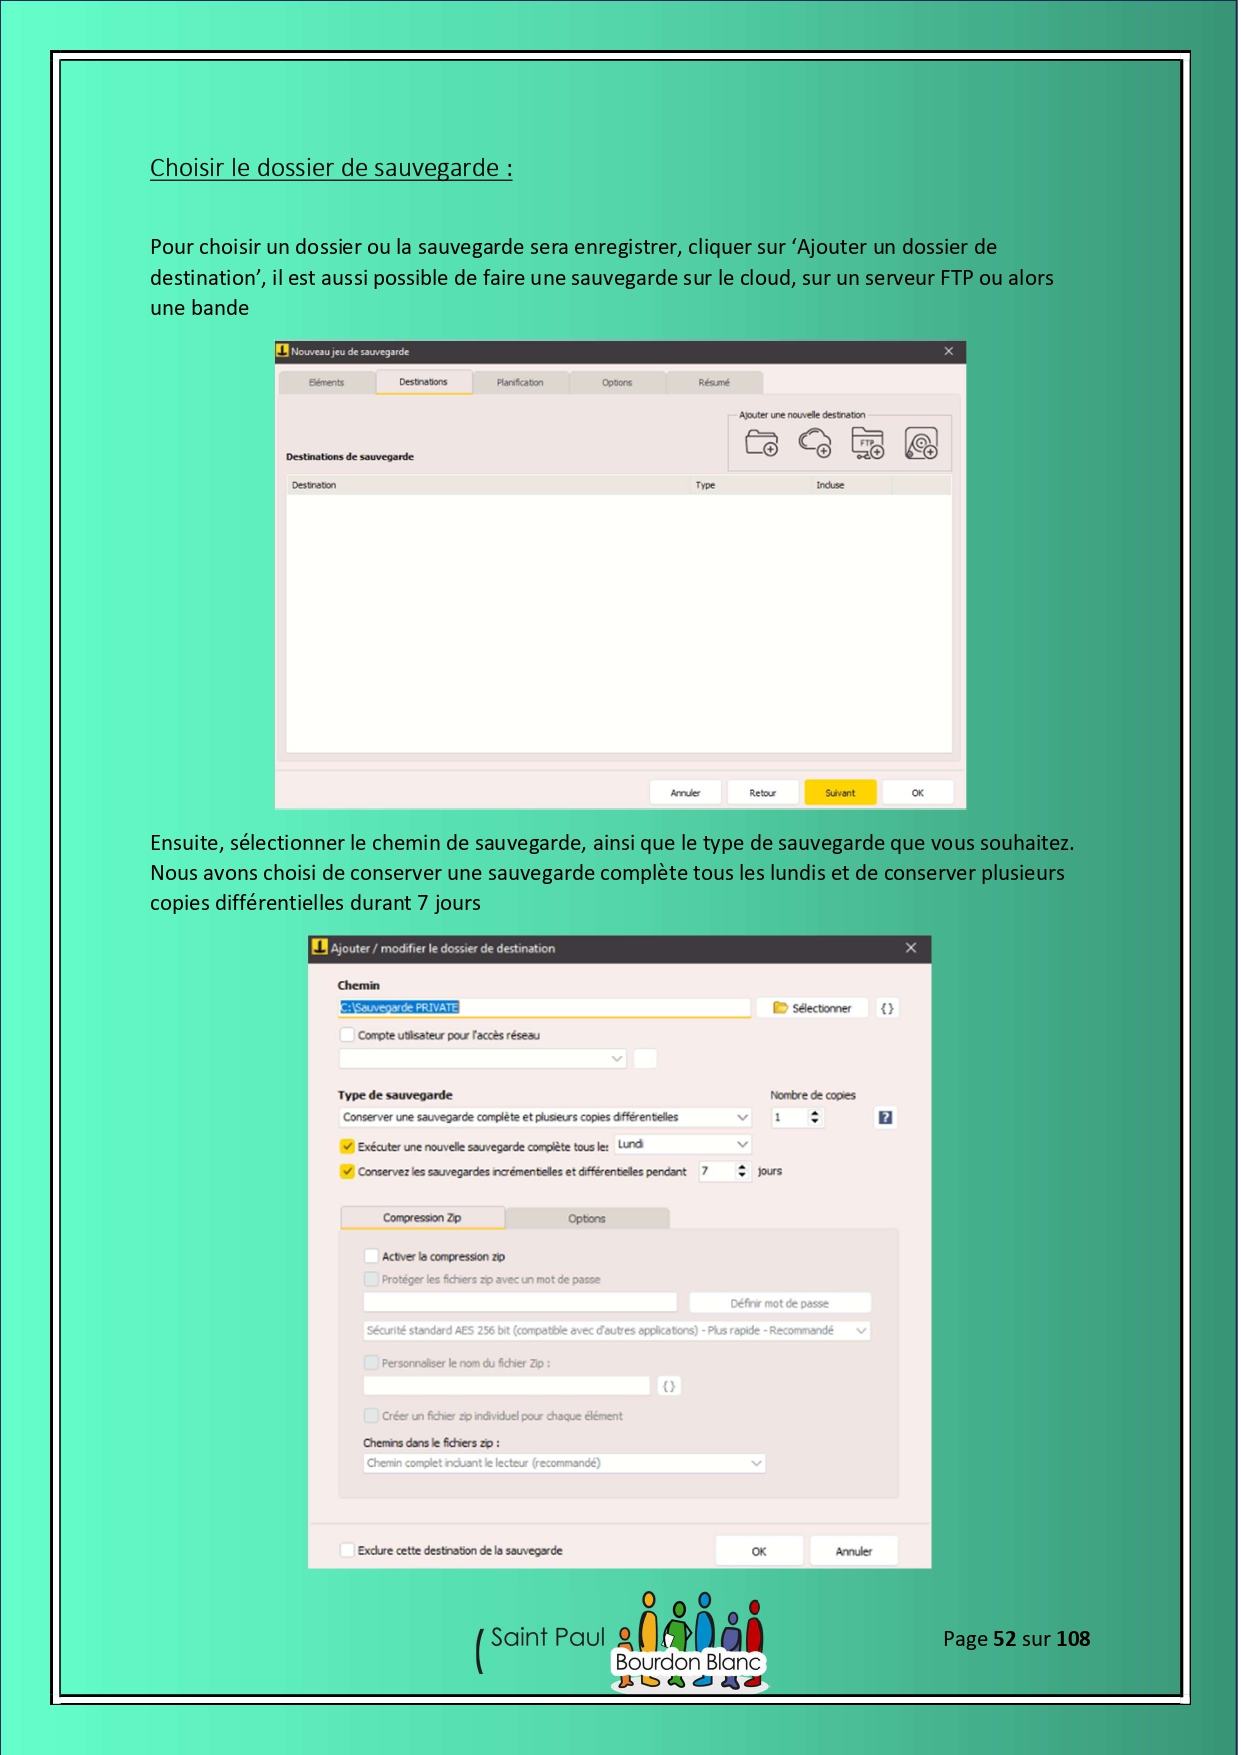 Choisir le dossier de sauvegarde :
Pour choisir un dossier ou la sauvegarde sera enregistrer, cliquer sur ‘Ajouter un dossier de
destination’, il est aussi possible de faire une sauvegarde sur le cloud, sur un serveur FTP ou alors
une bande
Nouveau jeu de sauvegarde
Eléments Destinations Planification Options Résumé
Ajouter une nouvelle destination
FTP
Destinations de sauvegarde
Destination Type Incluse
Annuler Retour Suivant OK
Ensuite, sélectionner le chemin de sauvegarde, ainsi que le type de sauvegarde que vous souhaitez.
Nous avons choisi de conserver une sauvegarde complète tous les lundis et de conserver plusieurs
copies différentielles durant 7 jours
Ajouter / modifier le dossier de destination
Chemin
C:\Sauvegarde PRIVATE Sélectionner {}
Compte utilisateur pour l'accès réseau
Type de sauvegarde Nombre de copies
Conserver une sauvegarde complète et plusieurs copies différentielles 1 ?
Exécuter une nouvelle sauvegarde complète tous les Lundi
Conservez les sauvegardes incrémentielles et différentielles pendant 7 jours
Compression Zip Options
Activer la compression zip
Protéger les fichiers zip avec un mot de passe
Définir mot de passe
Sécurité standard AES 256 bit (compatible avec d'autres applications) - Plus rapide - Recommandé
Personnaliser le nom du fichier Zip :
{}
Créer un fichier zip individuel pour chaque élément
Chemins dans le fichiers zip :
Chemin complet incluant le lecteur (recommandé)
Exclure cette destination de la sauvegarde OK Annuler
Saint Paul
Bourdon Blanc
Page 52 sur 108